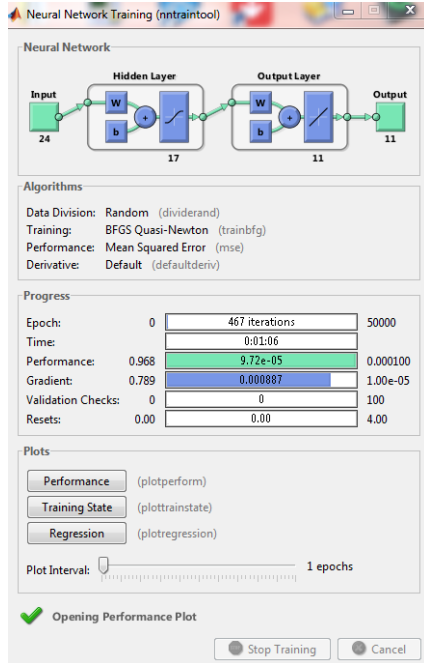 Neural Network Training (nntraintool)
Neural Network
Hidden Layer Output Layer
Input Output
W W
+ +
b b
24 11
17 11
Algorithms
Data Division: Random (dividerand)
Training: BFGS Quasi-Newton (trainbfg)
Performance: Mean Squared Error (mse)
Derivative: Default (defaultderiv)
Progress
Epoch: 0 467 iterations 50000
Time: 0:01:06
Performance: 0.968 9.72e-05 0.000100
Gradient: 0.789 0.000887 1.00e-05
Validation Checks: 0 0 100
Resets: 0.00 0.00 4.00
Plots
Performance (plotperform)
Training State (plottrainstate)
Regression (plotregression)
Plot Interval: 1 epochs
Opening Performance Plot
Stop Training Cancel